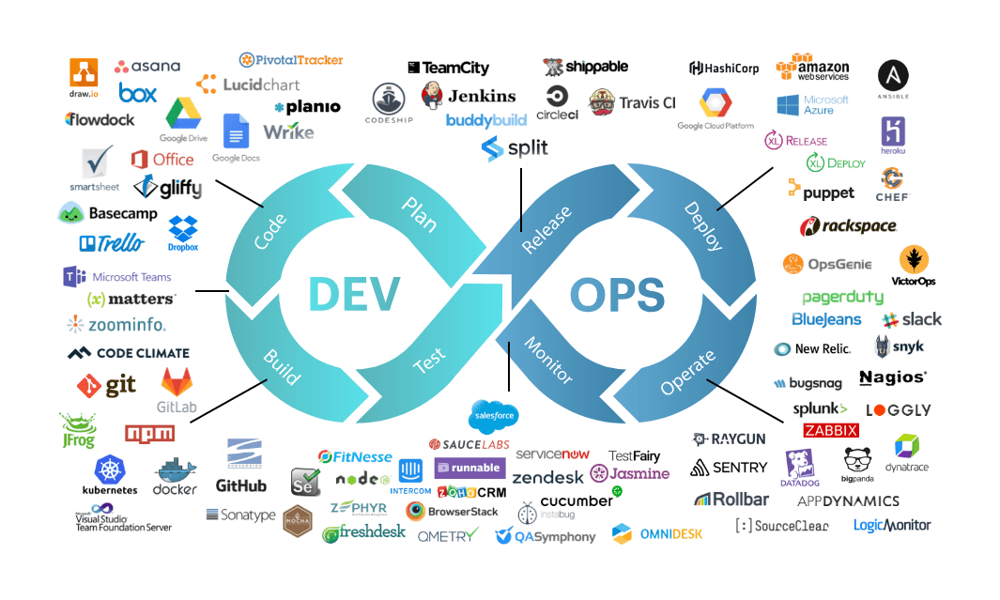 draw.io
asana
PivotalTracker
box
Lucidchart
flowdock
Google Drive
planio
Google Docs
Wrike
smartsheet
Office
gliffy
Basecamp
Trello
Dropbox
Microsoft Teams
(x)matters
zoominfo.
CODE CLIMATE
git
GitLab
JFrog
npm
kubernetes
docker
SUBVERSION
GitHub
Visual Studio
Team Foundation Server
Sonatype
TeamCity
shippable
CODESHIP
Jenkins
buddybuild
circleci
Travis CI
split
HashiCorp
amazon
web services
ANSIBLE
Google Cloud Platform
Microsoft
Azure
XL RELEASE
heroku
XL DEPLOY
puppet
CHEF
rackspace
OpsGenie
VictorOps
pagerduty
BlueJeans
slack
New Relic.
snyk
bugsnag
Nagios®
splunk>
LOGGLY
ZABBIX
RAYGUN
SENTRY
DATADOG
bigpanda
dynatrace
Rollbar
APPDYNAMICS
[:]SourceClear
LogicMonitor
Code
Plan
Release
Deploy
DEV
OPS
Build
Test
Monitor
Operate
salesforce
SAUCELABS
FitNesse
servicenow
TestFairy
Se
node
INTERCOM
runnable
zendesk
Jasmine
ZOHO CRM
cucumber
MOCHA
ZEPHYR
BrowserStack
instabug
freshdesk
QMETRY
QASymphony
OMNIDESK